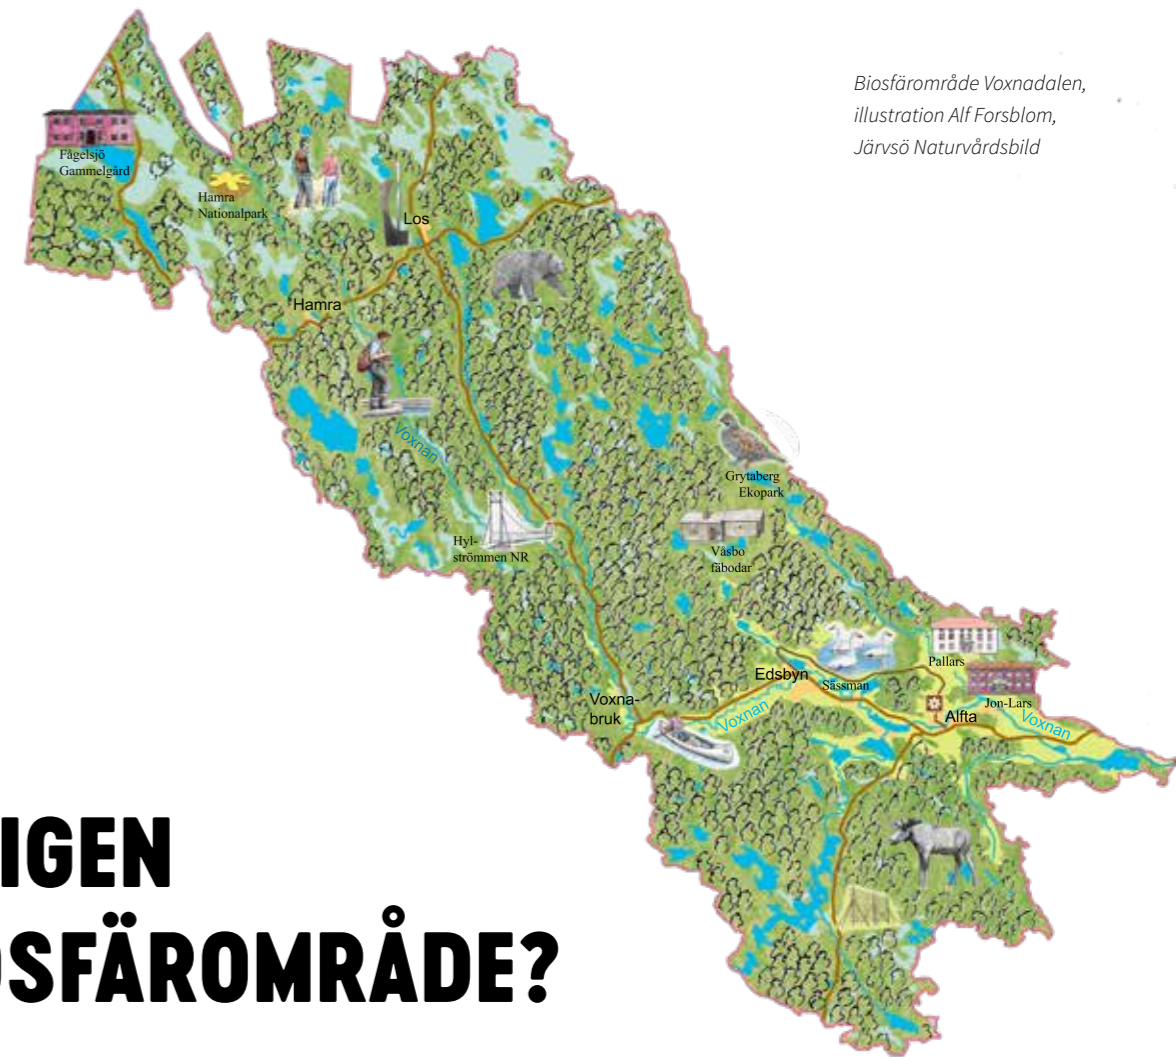 Biosfärområde Voxnadalen,
illustration Alf Forsblom,
Järvsö Naturvårdsbild
Fågelsjö
Gammelgård
Hamra
Nationalpark
Los
Hamra
Voxnan
Grytaberg
Ekopark
Hyl-
strömmen NR
Våsbo
fäbodar
Pallars
Edsbyn
Sässman
Jon-Lars
Voxna-
bruk
Voxnan
Alfta
Voxnan
IGEN
OSFÄROMRÅDE?